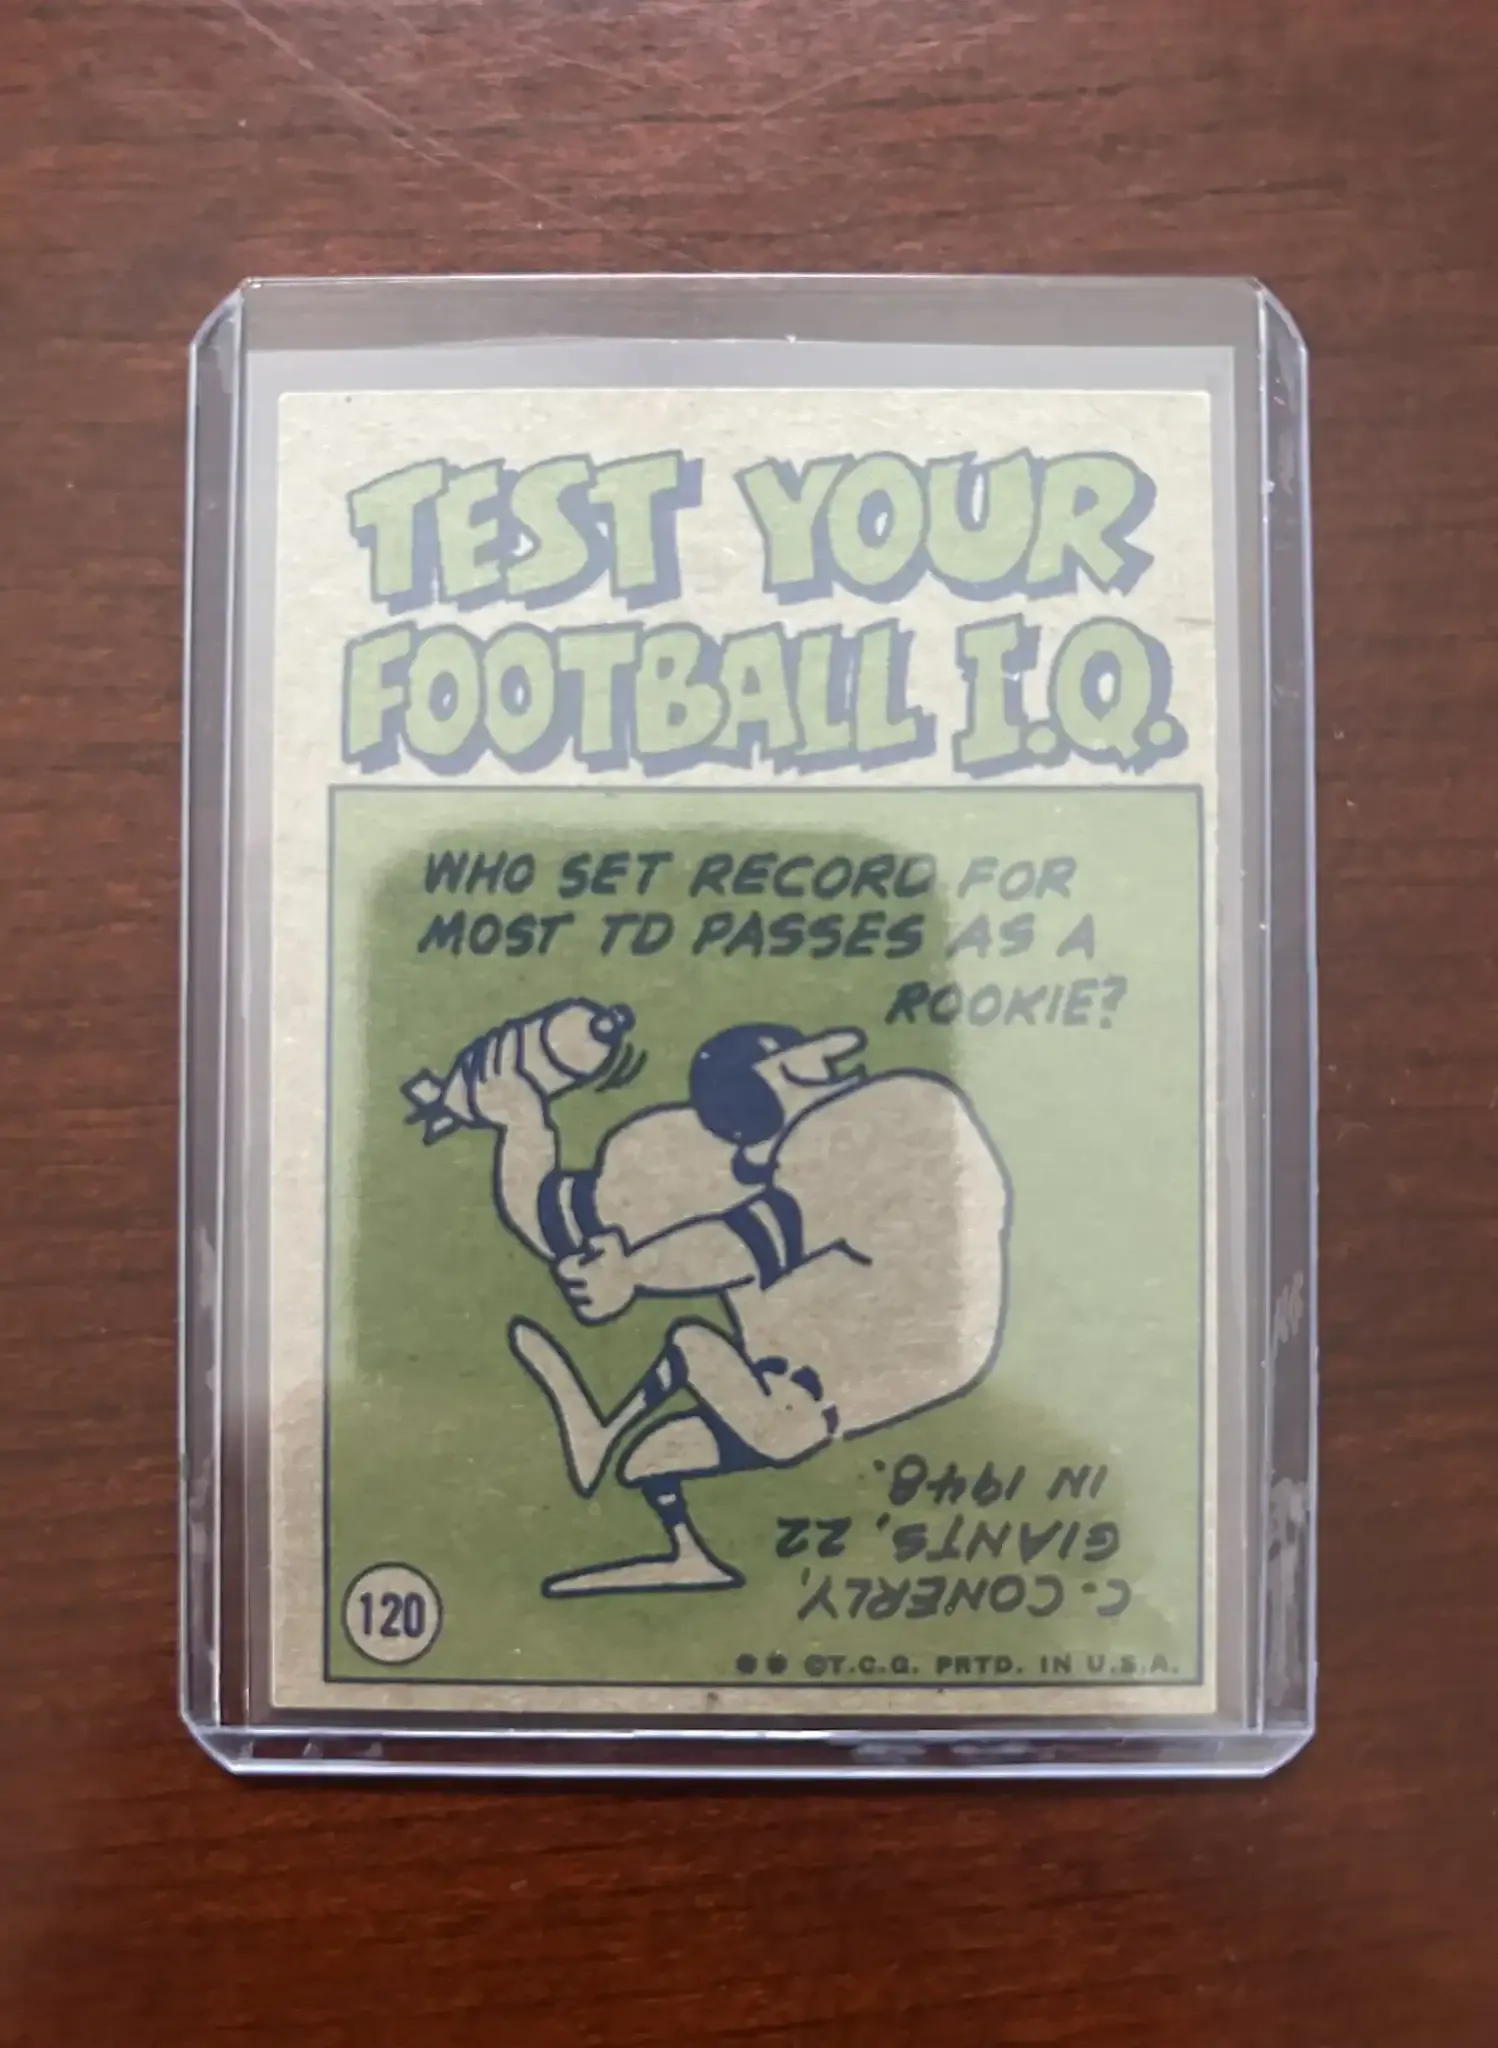 TEST YOUR
FOOTBALL I.Q.
WHO SET RECORD FOR
MOST TD PASSES AS A
ROOKIE?
C. CONERLY,
GIANTS, 22
IN 1948.
120
** ©T.C.G. PRTD. IN U.S.A.